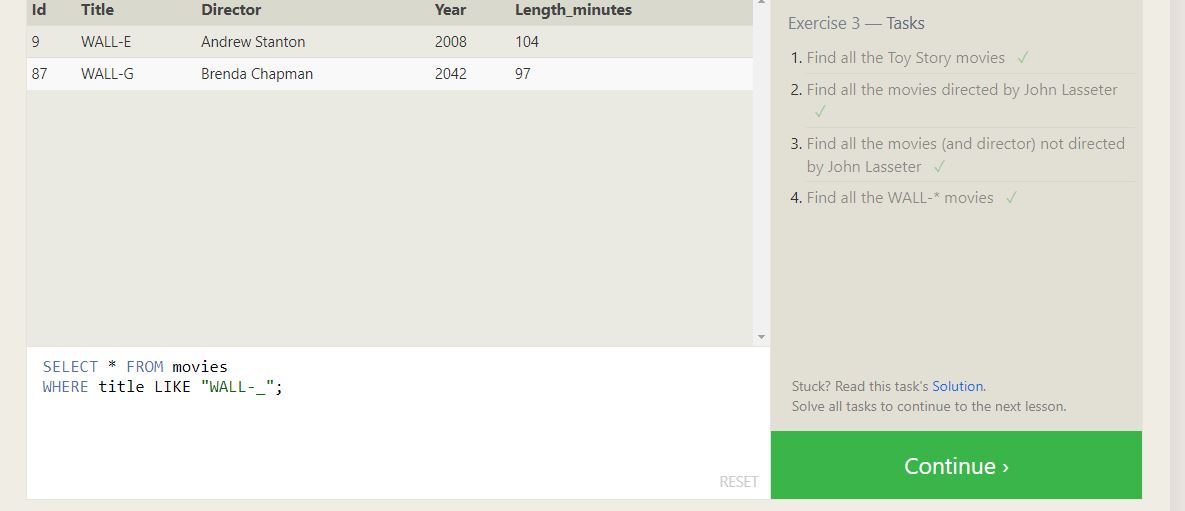 Id Title Director Year Length_minutes
9 WALL-E Andrew Stanton 2008 104
87 WALL-G Brenda Chapman 2042 97
SELECT * FROM movies
WHERE title LIKE "WALL-_";
RESET
Exercise 3 — Tasks
1. Find all the Toy Story movies ✓
2. Find all the movies directed by John Lasseter
✓
3. Find all the movies (and director) not directed
by John Lasseter ✓
4. Find all the WALL-* movies ✓
Stuck? Read this task's Solution.
Solve all tasks to continue to the next lesson.
Continue ›